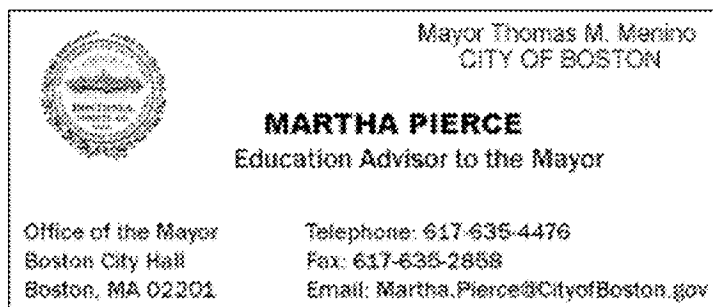 Mayor Thomas M. Menino
CITY OF BOSTON
MARTHA PIERCE
Education Advisor to the Mayor
Office of the Mayor
Boston City Hall
Boston, MA 02201
Telephone: 617-635-4476
Fax: 617-635-2658
Email: Martha.Pierce@CityofBoston.gov